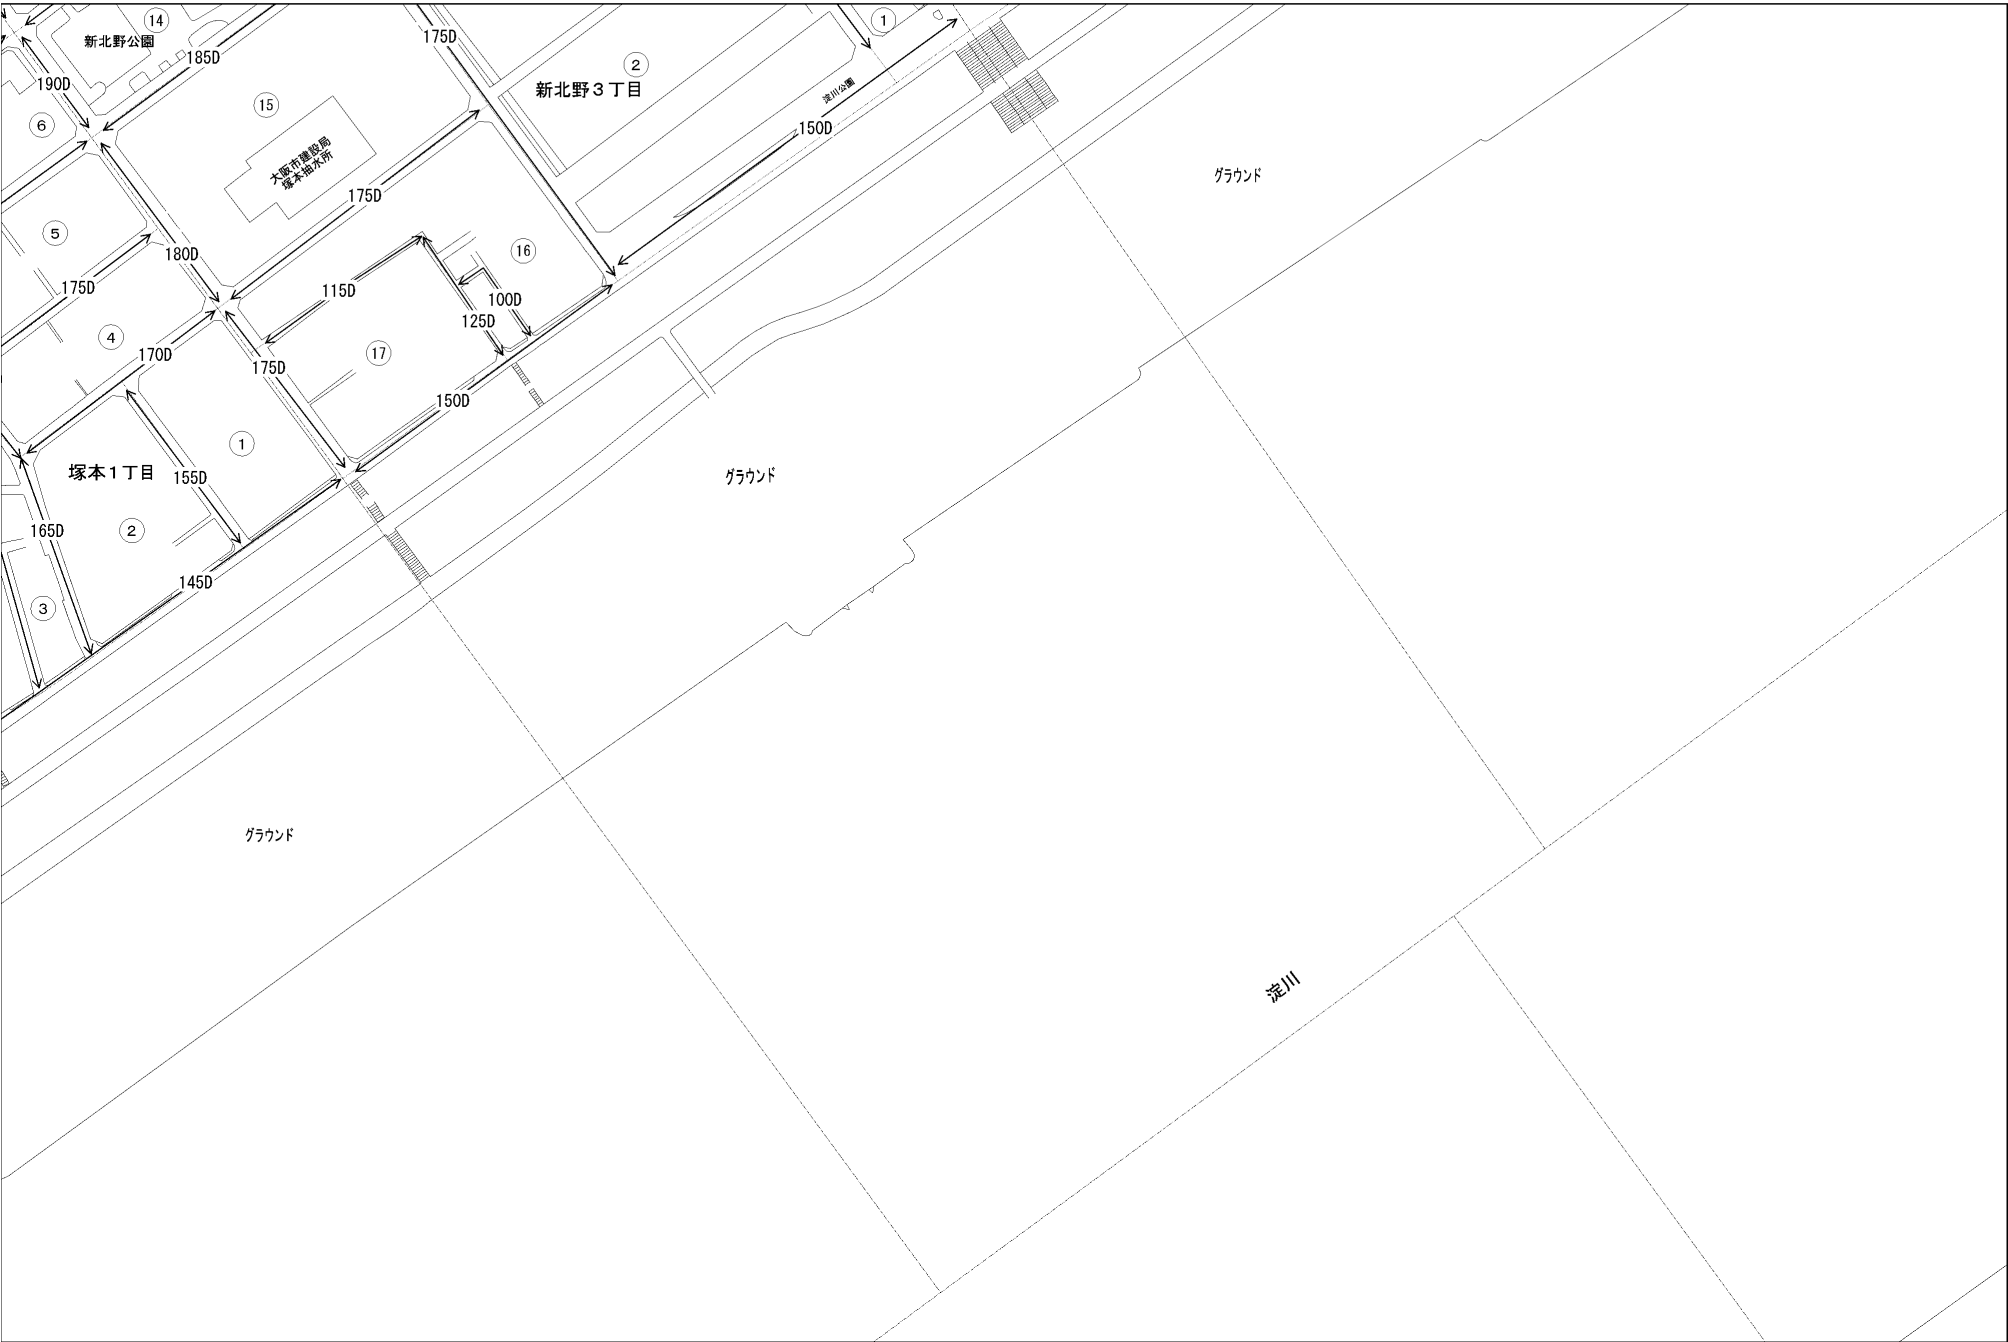 14
新北野公園
185D
175D
1
190D
2
新北野３丁目
淀川公園
15
6
150D
大阪市建設局
塚本抽水所
グラウンド
175D
5
16
180D
175D
115D
100D
125D
4
170D
17
175D
150D
1
塚本１丁目
155D
グラウンド
165D
2
145D
3
グラウンド
淀川